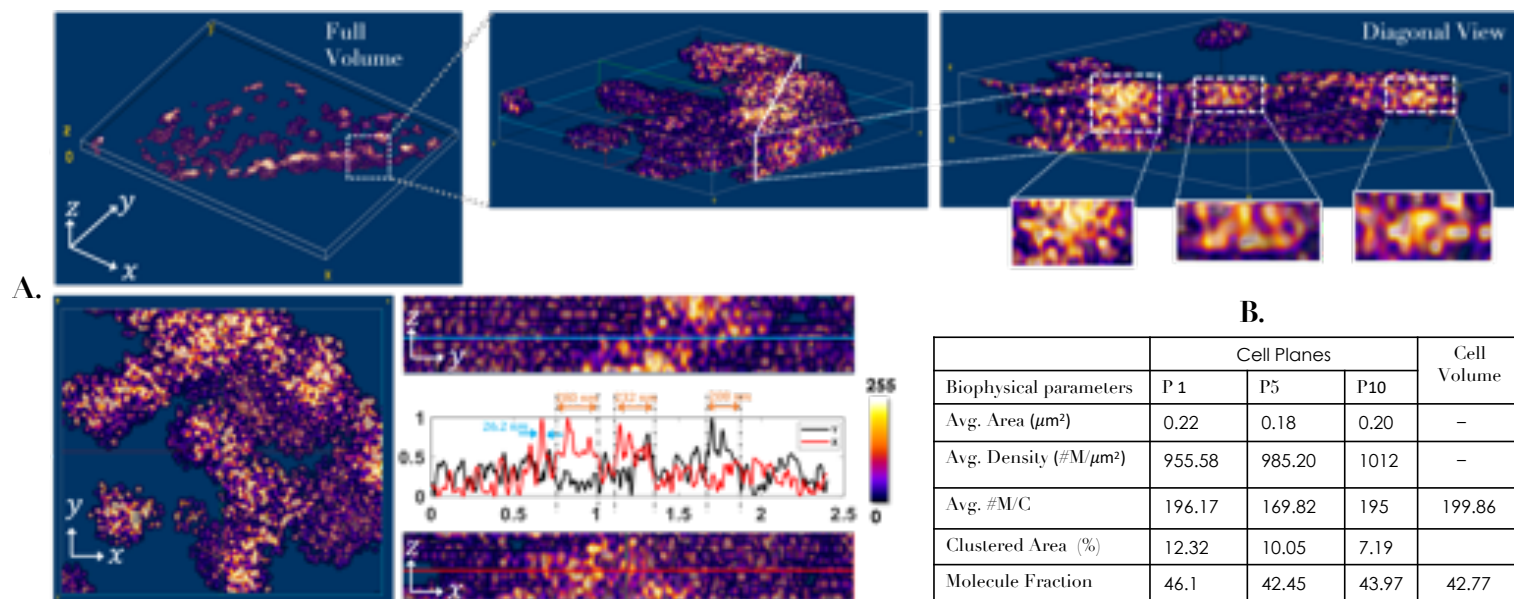 Full
Volume
Diagonal View
z
y
x
A.
y
x
z
y
z
x
26.2 nm
Y
X
1
0.5
0
0
0.5
1
1.5
2
2.5
255
0
B.
Cell Planes
Cell
Volume
Biophysical parameters P 1 P5 P10
Avg. Area (μm²) 0.22 0.18 0.20 –
Avg. Density (#M/μm²) 955.58 985.20 1012 –
Avg. #M/C 196.17 169.82 195 199.86
Clustered Area (%) 12.32 10.05 7.19
Molecule Fraction 46.1 42.45 43.97 42.77